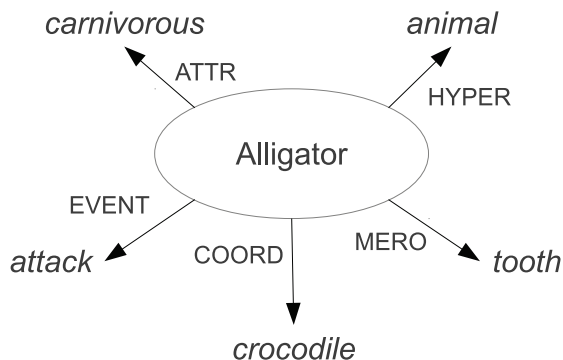 carnivorous
animal
ATTR
HYPER
Alligator
EVENT
COORD
MERO
attack
tooth
crocodile